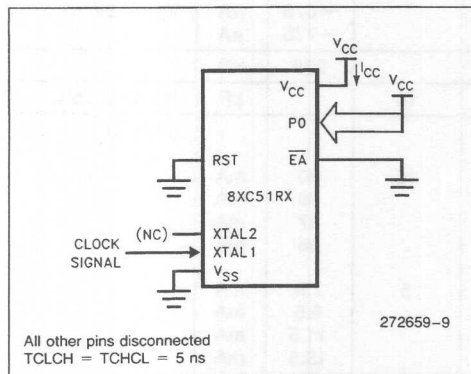 VCC
ICC
VCC
VCC
P0
RST
EA
8XC51RX
(NC)
XTAL2
CLOCK
SIGNAL
XTAL1
VSS
272659-9
All other pins disconnected
TCLCH = TCHCL = 5 ns